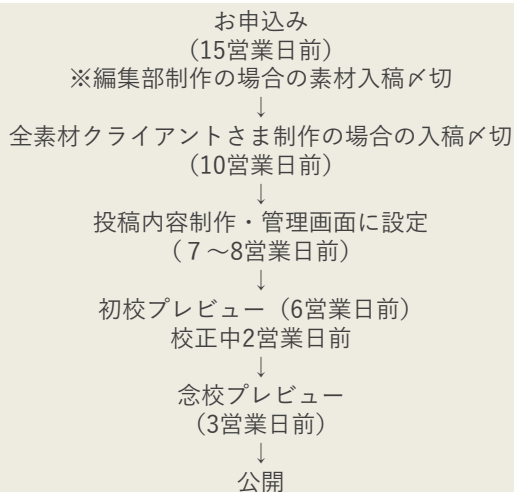 お申込み
(15営業日前)
※編集部制作の場合の素材入稿〆切
↓
全素材クライアントさま制作の場合の入稿〆切
(10営業日前)
↓
投稿内容制作・管理画面に設定
(７～8営業日前)
↓
初校プレビュー（6営業日前)
校正中2営業日前
↓
念校プレビュー
(3営業日前)
↓
公開